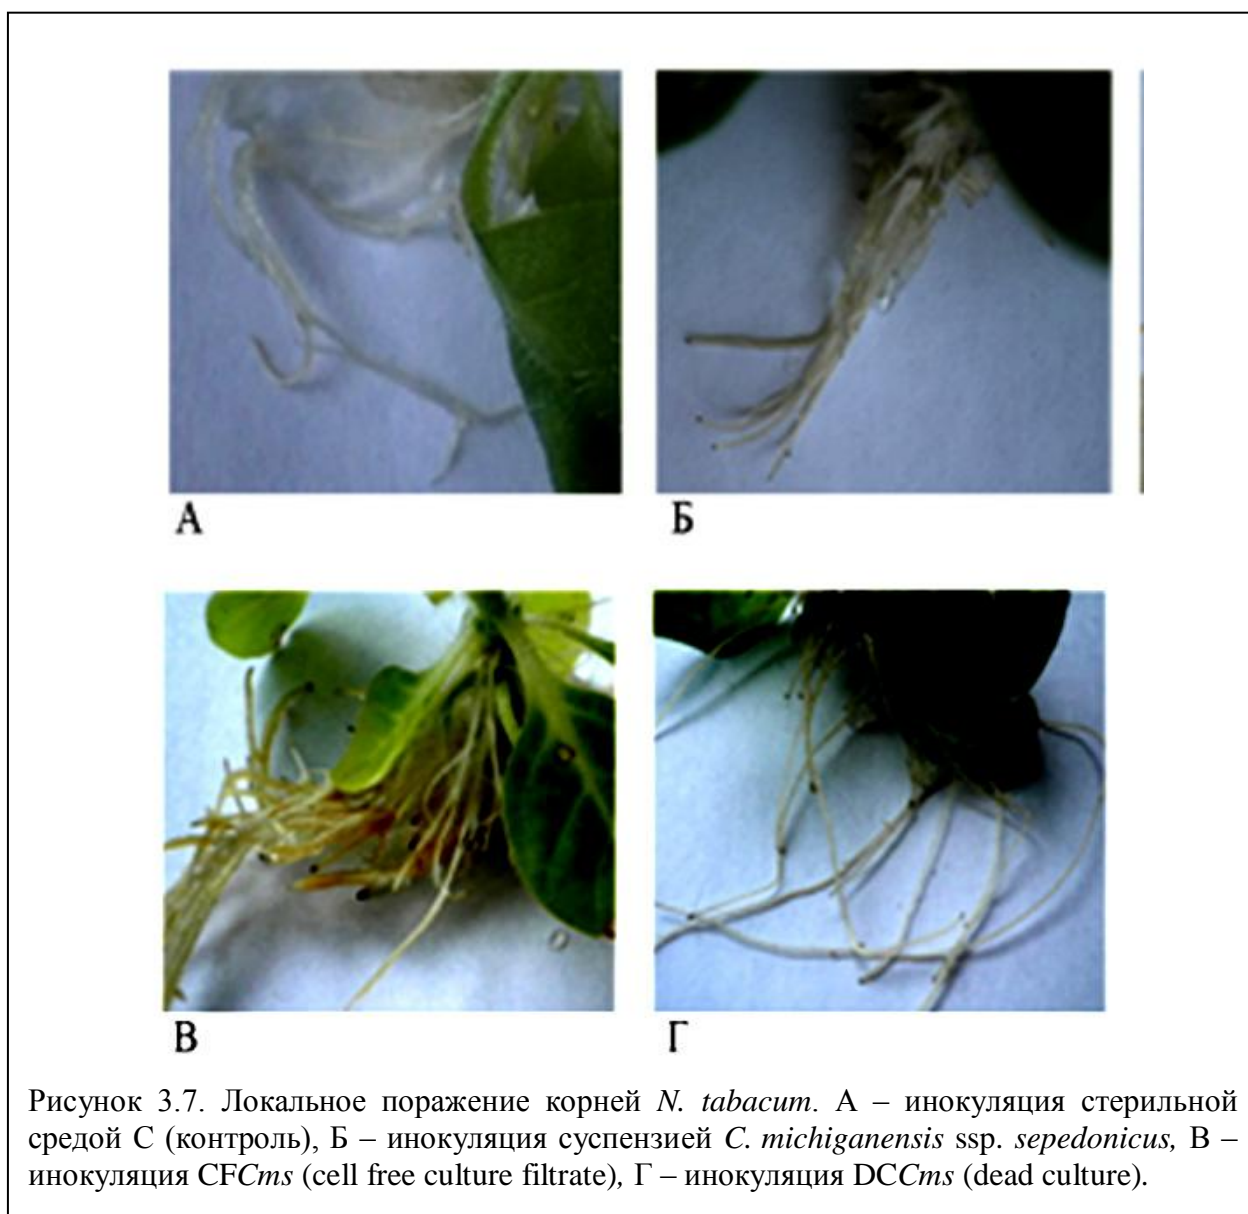 А
Б
В
Г
Рисунок 3.7. Локальное поражение корней N. tabacum. А – инокуляция стерильной
средой С (контроль), Б – инокуляция суспензией C. michiganensis ssp. sepedonicus, В –
инокуляция CFCms (cell free culture filtrate), Г – инокуляция DCCms (dead culture).